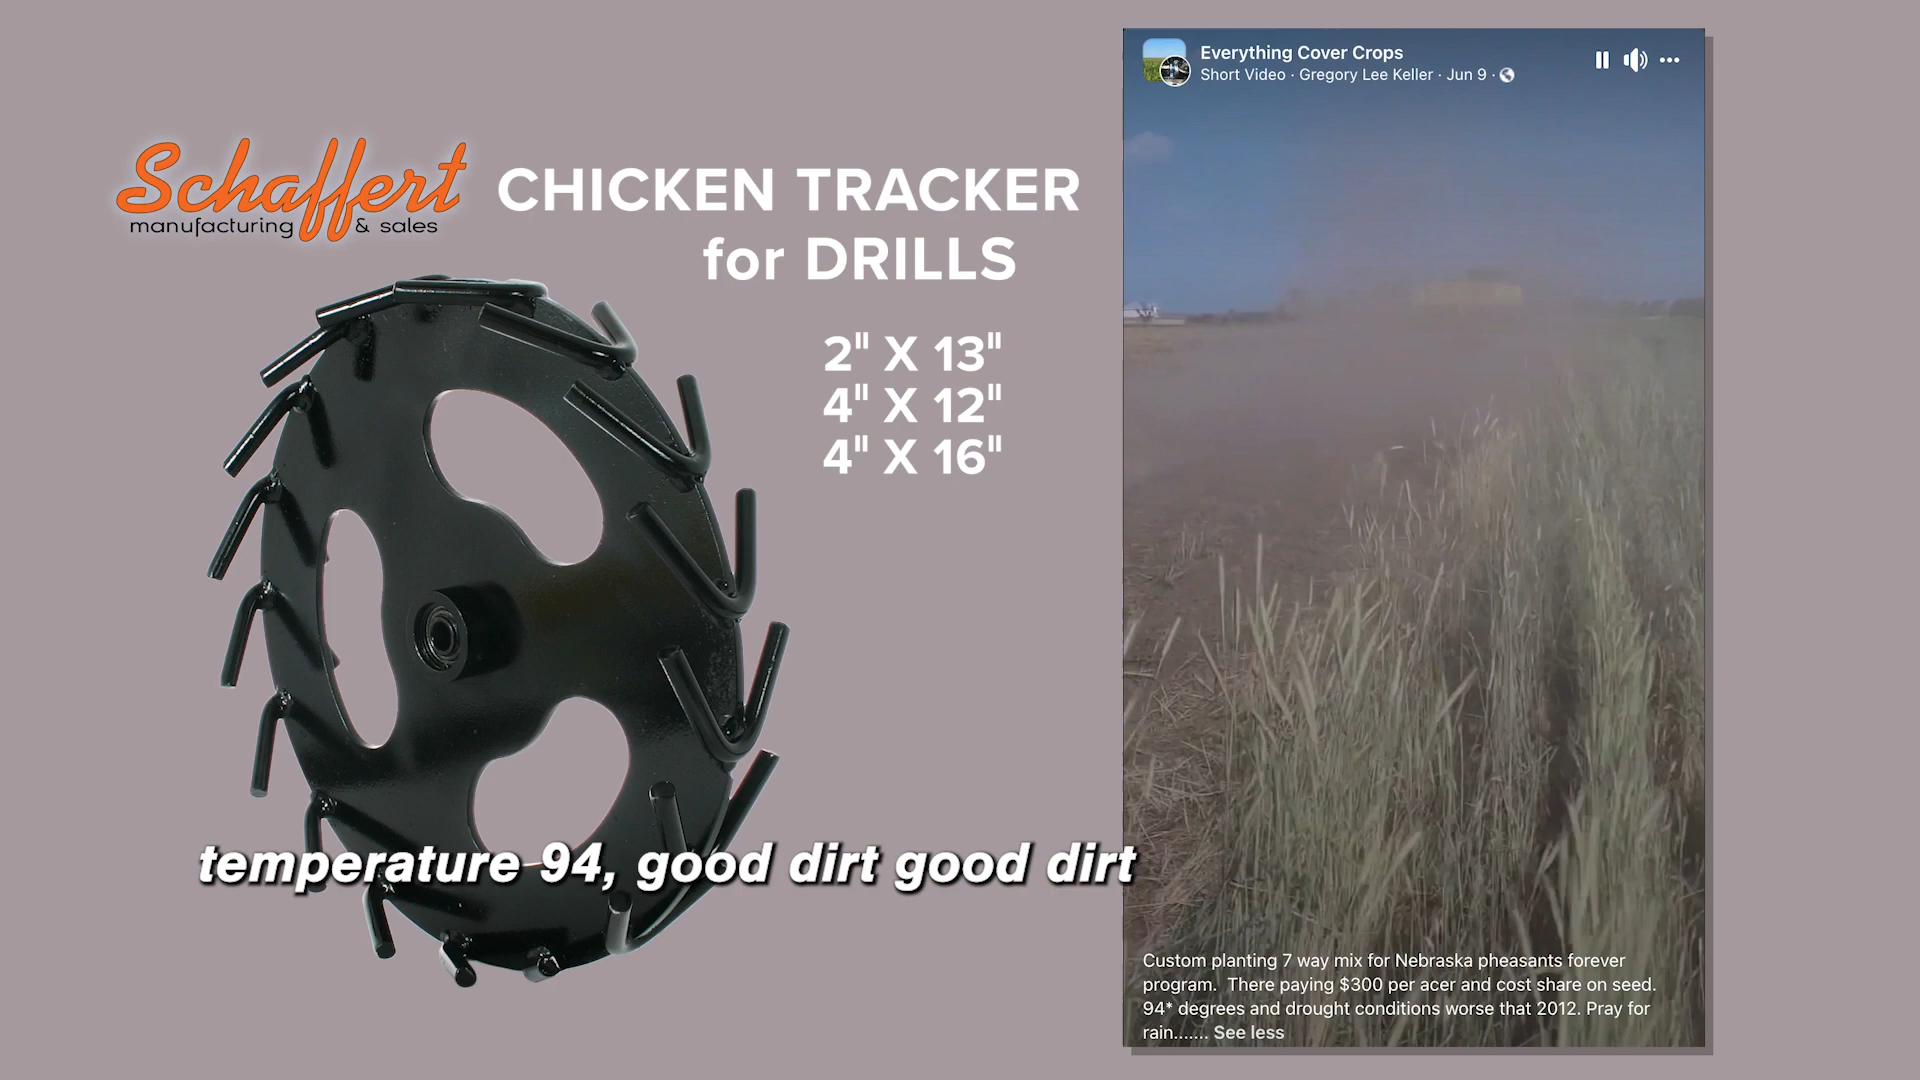 Schaffert
manufacturing & sales
CHICKEN TRACKER
for DRILLS
2" X 13"
4" X 12"
4" X 16"
temperature 94, good dirt good dirt
Everything Cover Crops
Short Video · Gregory Lee Keller · Jun 9 ·
Custom planting 7 way mix for Nebraska pheasants forever
program.  There paying $300 per acer and cost share on seed.
94* degrees and drought conditions worse that 2012. Pray for
rain....... See less